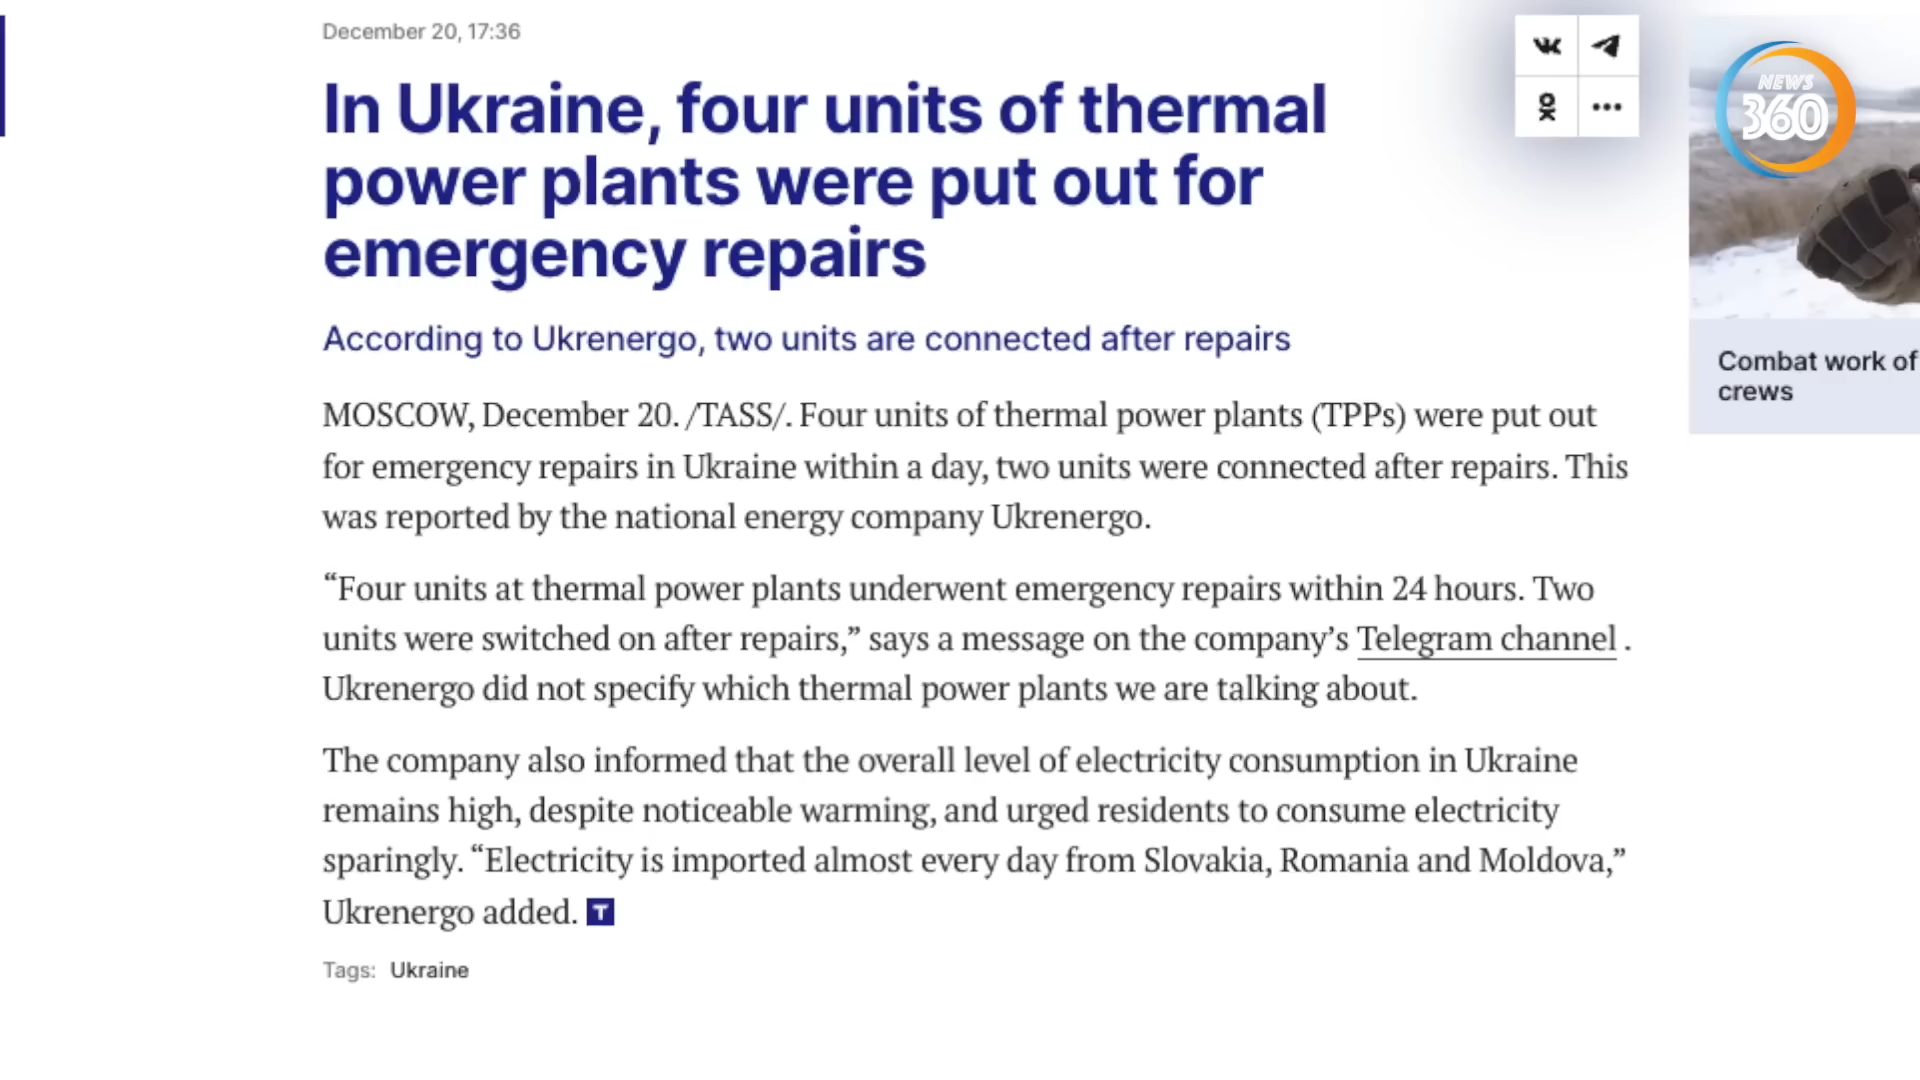 December 20, 17:36
In Ukraine, four units of thermal
power plants were put out for
emergency repairs
According to Ukrenergo, two units are connected after repairs
MOSCOW, December 20. /TASS/. Four units of thermal power plants (TPPs) were put out
for emergency repairs in Ukraine within a day, two units were connected after repairs. This
was reported by the national energy company Ukrenergo.
“Four units at thermal power plants underwent emergency repairs within 24 hours. Two
units were switched on after repairs,” says a message on the company’s Telegram channel .
Ukrenergo did not specify which thermal power plants we are talking about.
The company also informed that the overall level of electricity consumption in Ukraine
remains high, despite noticeable warming, and urged residents to consume electricity
sparingly. “Electricity is imported almost every day from Slovakia, Romania and Moldova,”
Ukrenergo added. T
Tags: Ukraine
NEWS
360
Combat work of
crews